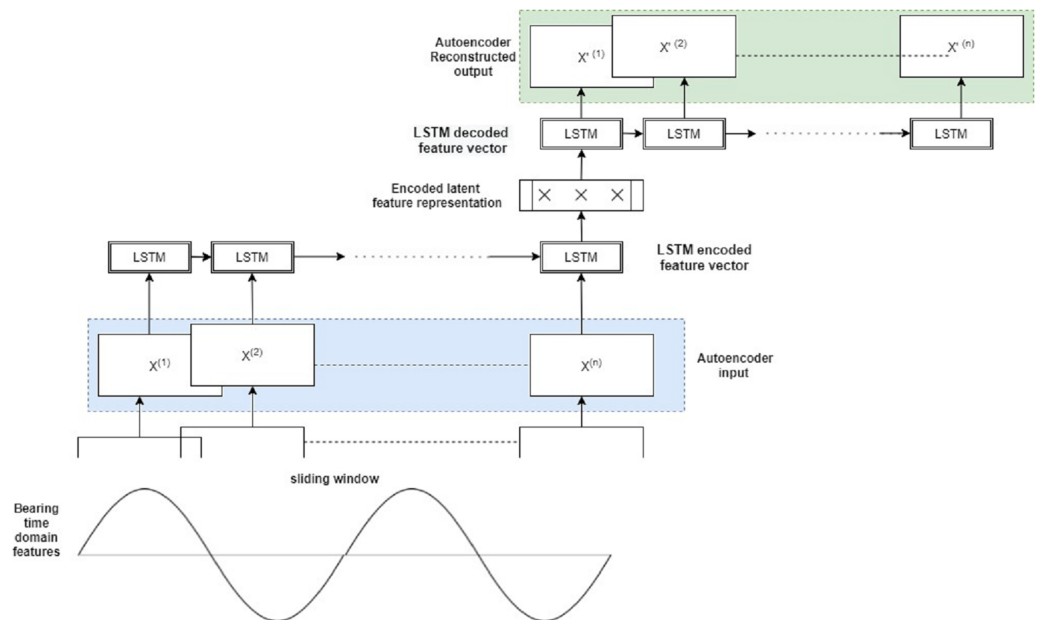 Autoencoder
Reconstructed
output
X' (1)
X' (2)
X' (n)
LSTM decoded
feature vector
LSTM
LSTM
LSTM
Encoded latent
feature representation
LSTM
LSTM
LSTM
LSTM encoded
feature vector
X(1)
X(2)
X(n)
Autoencoder
input
sliding window
Bearing
time
domain
features